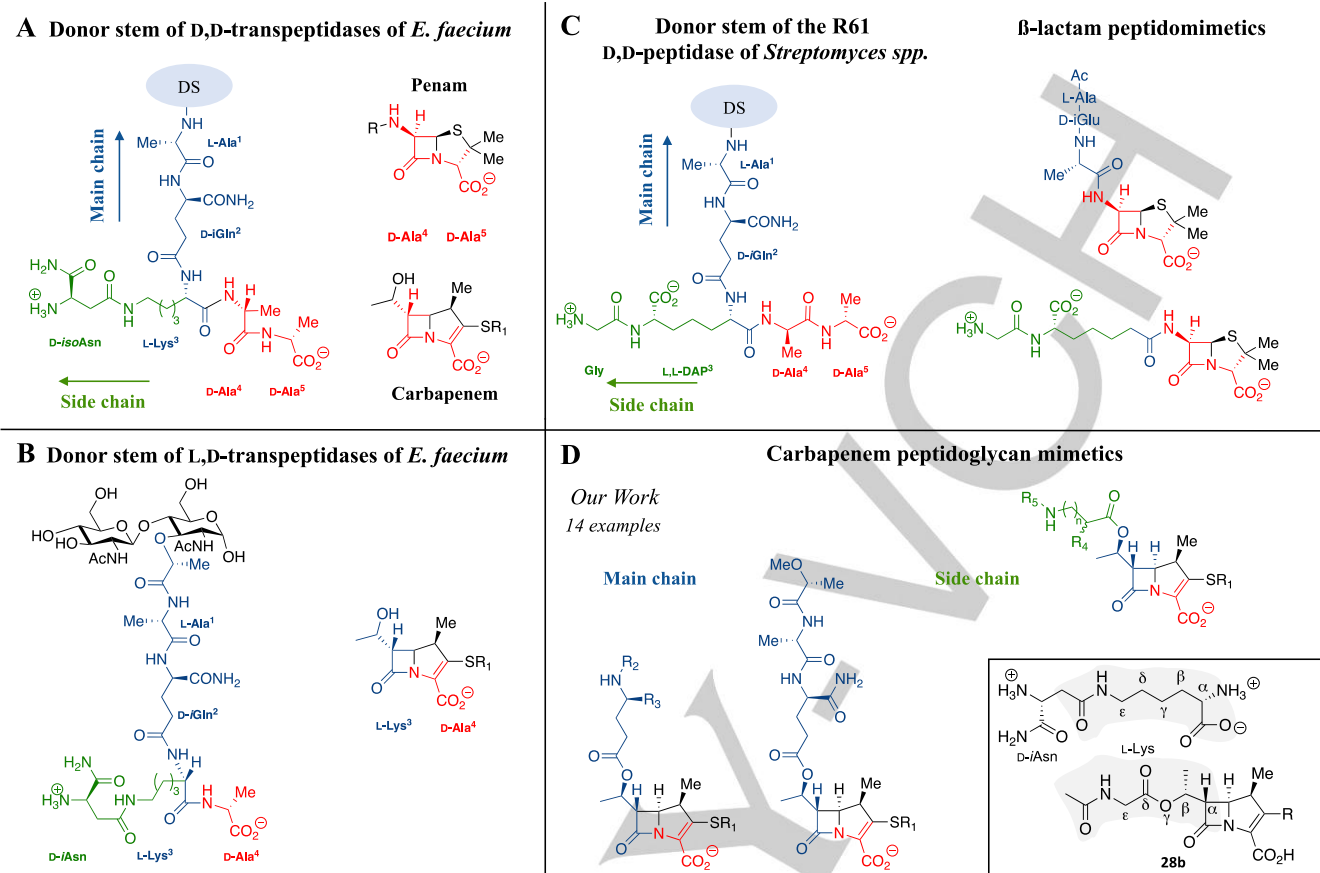 A Donor stem of D,D-transpeptidases of E. faecium
DS
NH
Me
L-Ala¹
O
HN
CONH₂
D-iGln²
O
NH
Main chain
H₂N
O
H₃N
⊕
O
N
H
3
O
H
N
H
Me
O
N
H
Me
CO₂⊖
D-isoAsn
L-Lys³
D-Ala⁴
D-Ala⁵
Side chain
Penam
R
H
N
H
S
Me
Me
O
N
CO₂⊖
D-Ala⁴ D-Ala⁵
OH
H
Me
SR₁
O
N
CO₂⊖
Carbapenem
B Donor stem of L,D-transpeptidases of E. faecium
OH
OH
HO
HO
O
AcNH
O
O
O
AcNH
OH
Me
O
NH
Me
L-Ala¹
O
HN
CONH₂
D-iGln²
O
NH
H
H₂N
O
H₃N
⊕
HN
3
O
O
HN
Me
CO₂⊖
D-iAsn
L-Lys³
D-Ala⁴
OH
H
Me
SR₁
O
N
CO₂⊖
L-Lys³ D-Ala⁴
C Donor stem of the R61
D,D-peptidase of Streptomyces spp.
DS
NH
Me
L-Ala¹
O
HN
CONH₂
D-iGln²
O
NH
Main chain
H₃N
⊕
O
N
H
CO₂⊖
O
H
N
Me
O
N
H
Me
CO₂⊖
Gly
L,L-DAP³
D-Ala⁴
D-Ala⁵
Side chain
ß-lactam peptidomimetics
Ac
L-Ala
D-iGlu
NH
Me
O
HN
H
S
Me
Me
O
N
CO₂⊖
H₃N
⊕
O
N
H
CO₂⊖
O
H
N
H
S
Me
Me
O
N
CO₂⊖
D Carbapenem peptidoglycan mimetics
Our Work
14 examples
Main chain
R₂
HN
R₃
O
O
H
H
Me
SR₁
O
N
CO₂⊖
MeO
Me
O
NH
Me
O
HN
NH₂
O
O
O
H
H
Me
SR₁
O
N
CO₂⊖
Side chain
R₅
HN
n
R₄
O
O
H
H
Me
SR₁
O
N
CO₂⊖
H₃N
⊕
H₂N
O
O
H
N
ε
δ
γ
β
α
NH₃
⊕
O
O⊖
D-iAsn
L-Lys
O
H
N
ε
O
δ
O
γ
β
α
H
H
Me
R
O
N
CO₂H
28b